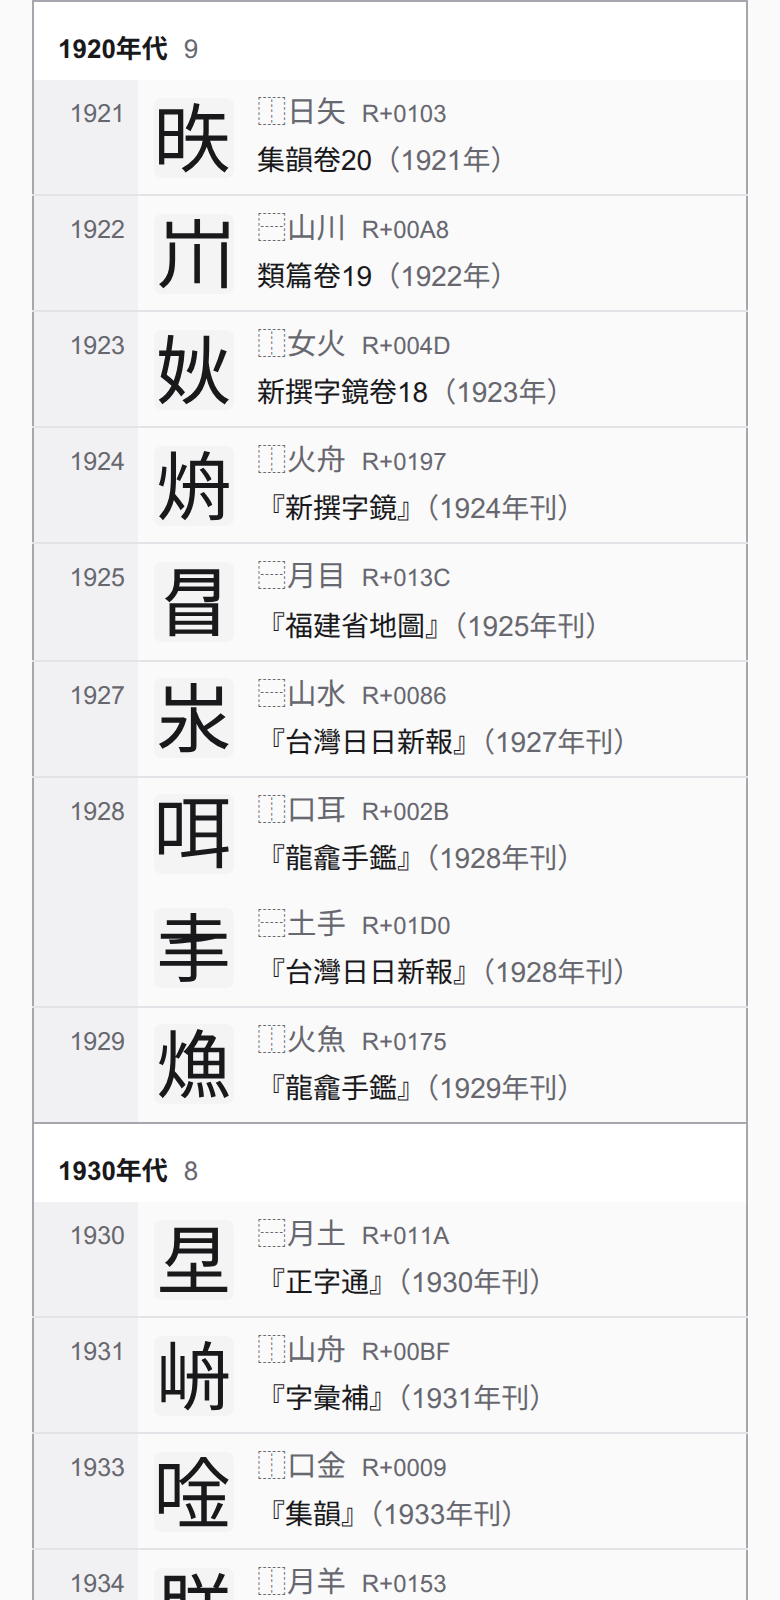 1920年代 9
1921 ⿰日矢 R+0103
集韻卷20（1921年）
1922 ⿱山川 R+00A8
類篇卷19（1922年）
1923 ⿰女火 R+004D
新撰字鏡卷18（1923年）
1924 ⿰火舟 R+0197
『新撰字鏡』（1924年刊）
1925 ⿱月目 R+013C
『福建省地圖』（1925年刊）
1927 ⿱山水 R+0086
『台灣日日新報』（1927年刊）
1928 咡 ⿰口耳 R+002B
『龍龕手鑑』（1928年刊）
⿱土手 R+01D0
『台灣日日新報』（1928年刊）
1929 ⿰火魚 R+0175
『龍龕手鑑』（1929年刊）
1930年代 8
1930 ⿱月土 R+011A
『正字通』（1930年刊）
1931 ⿰山舟 R+00BF
『字彙補』（1931年刊）
1933 唫 ⿰口金 R+0009
『集韻』（1933年刊）
1934 ⿰月羊 R+0153